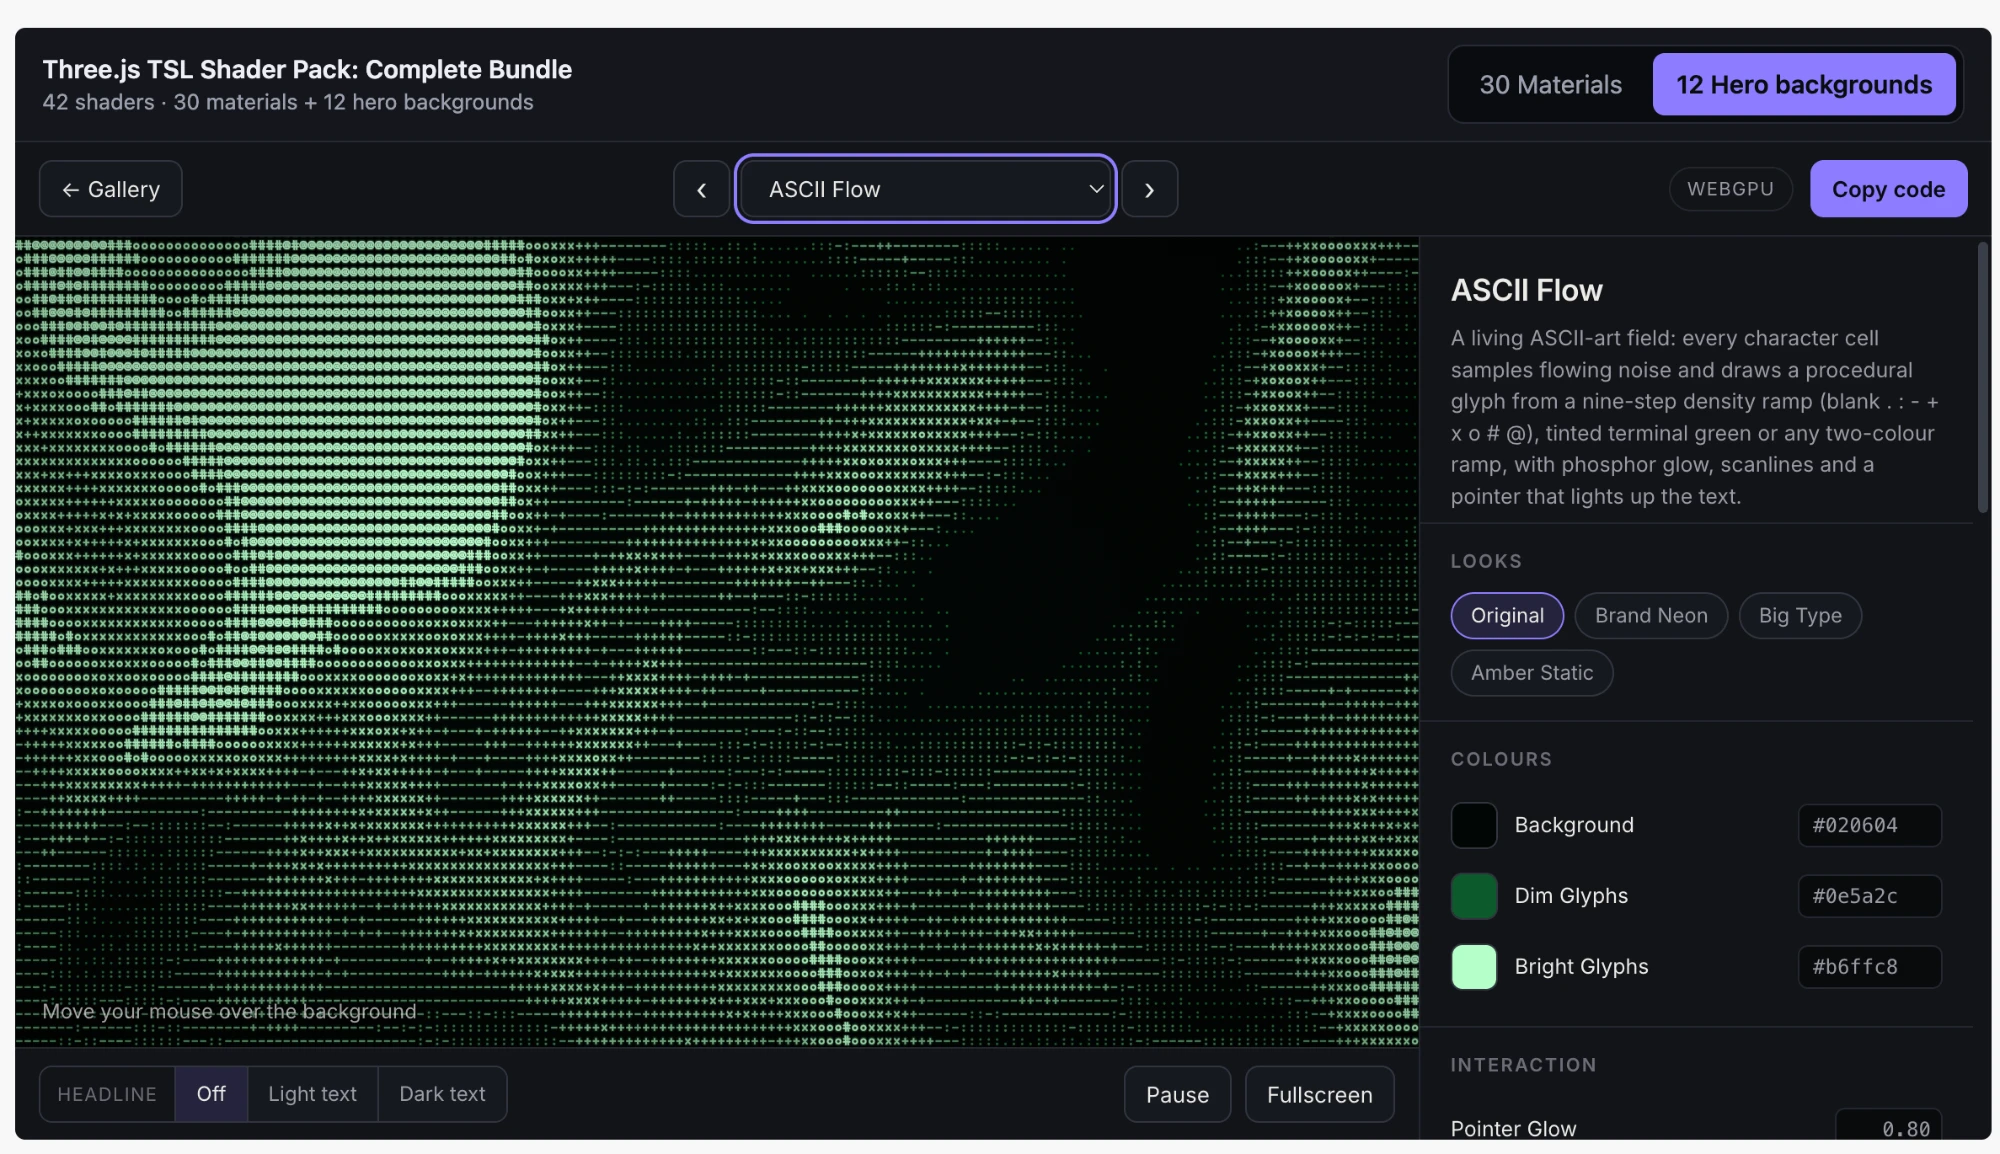 Three.js TSL Shader Pack: Complete Bundle
42 shaders · 30 materials + 12 hero backgrounds
30 Materials
12 Hero backgrounds
← Gallery
‹
ASCII Flow
›
WEBGPU
Copy code
Move your mouse over the background
HEADLINE
Off
Light text
Dark text
Pause
Fullscreen
ASCII Flow
A living ASCII-art field: every character cell
samples flowing noise and draws a procedural
glyph from a nine-step density ramp (blank . : - +
x o # @), tinted terminal green or any two-colour
ramp, with phosphor glow, scanlines and a
pointer that lights up the text.
LOOKS
Original
Brand Neon
Big Type
Amber Static
COLOURS
Background
#020604
Dim Glyphs
#0e5a2c
Bright Glyphs
#b6ffc8
INTERACTION
Pointer Glow
0.80